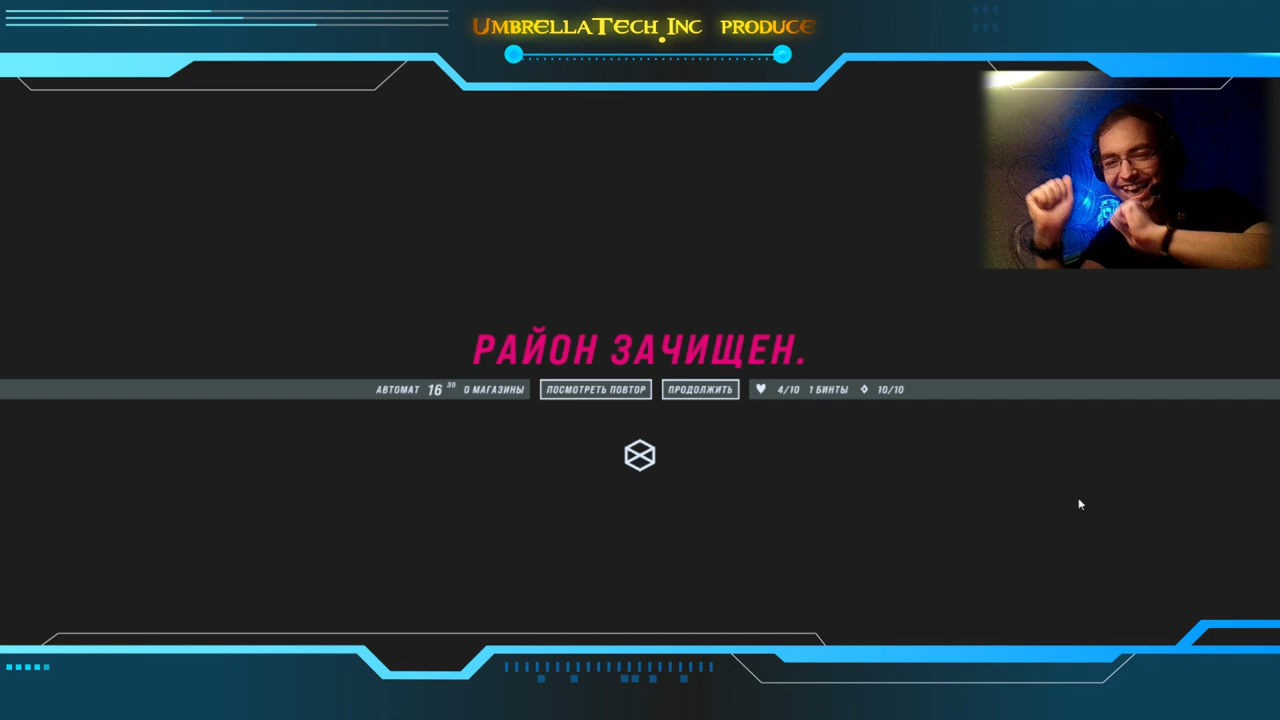 UmbrellaTech.Inc produce
РАЙОН ЗАЧИЩЕН.
АВТОМАТ 16 30 0 МАГАЗИНЫ ПОСМОТРЕТЬ ПОВТОР ПРОДОЛЖИТЬ 4/10 1 БИНТЫ 10/10